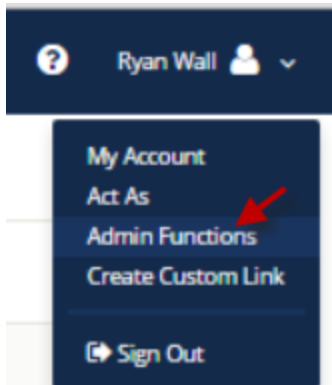 Ryan Wall
My Account
Act As
Admin Functions
Create Custom Link
Sign Out